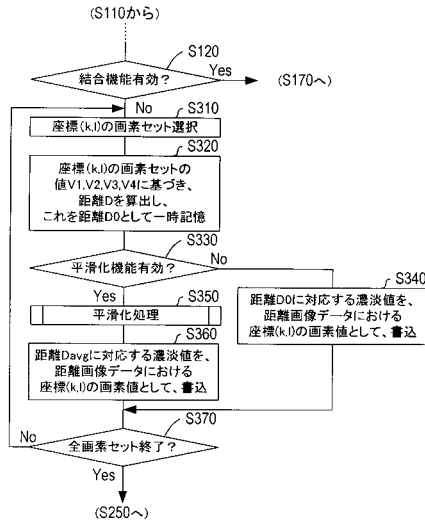 (S110から)
S120
結合機能有効?
Yes
(S170へ)
No
S310
座標(k,l)の画素セット選択
S320
座標(k,l)の画素セットの
値V1,V2,V3,V4に基づき、
距離Dを算出し、
これを距離D0として一時記憶
S330
平滑化機能有効?
No
Yes
S340
距離D0に対応する濃淡値を、
距離画像データにおける
座標(k,l)の画素値として、書込
S350
平滑化処理
S360
距離Davgに対応する濃淡値を、
距離画像データにおける
座標(k,l)の画素値として、書込
S370
No
全画素セット終了?
Yes
(S250へ)